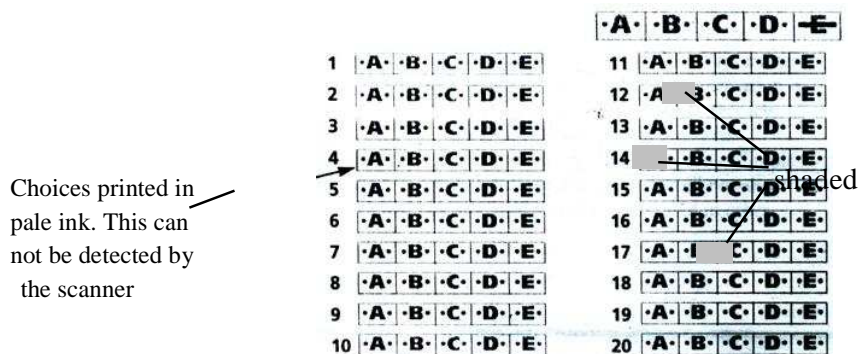 ·A· ·B· ·C· ·D· ·E·
1 ·A· ·B· ·C· ·D· ·E·
2 ·A· ·B· ·C· ·D· ·E·
3 ·A· ·B· ·C· ·D· ·E·
4 ·A· ·B· ·C· ·D· ·E·
5 ·A· ·B· ·C· ·D· ·E·
6 ·A· ·B· ·C· ·D· ·E·
7 ·A· ·B· ·C· ·D· ·E·
8 ·A· ·B· ·C· ·D· ·E·
9 ·A· ·B· ·C· ·D· ·E·
10 ·A· ·B· ·C· ·D· ·E·
11 ·A· ·B· ·C· ·D· ·E·
12 ·A B· ·C· ·D· ·E·
13 ·A· ·B· ·C· ·D· ·E·
14 ·B· ·C· ·D· ·E·
15 ·A· ·B· ·C· ·D· ·E·
16 ·A· ·B· ·C· ·D· ·E·
17 ·A· C· ·D· ·E·
18 ·A· ·B· ·C· ·D· ·E·
19 ·A· ·B· ·C· ·D· ·E·
20 ·A· ·B· ·C· ·D· ·E·
Choices printed in
pale ink. This can
not be detected by
the scanner
shaded